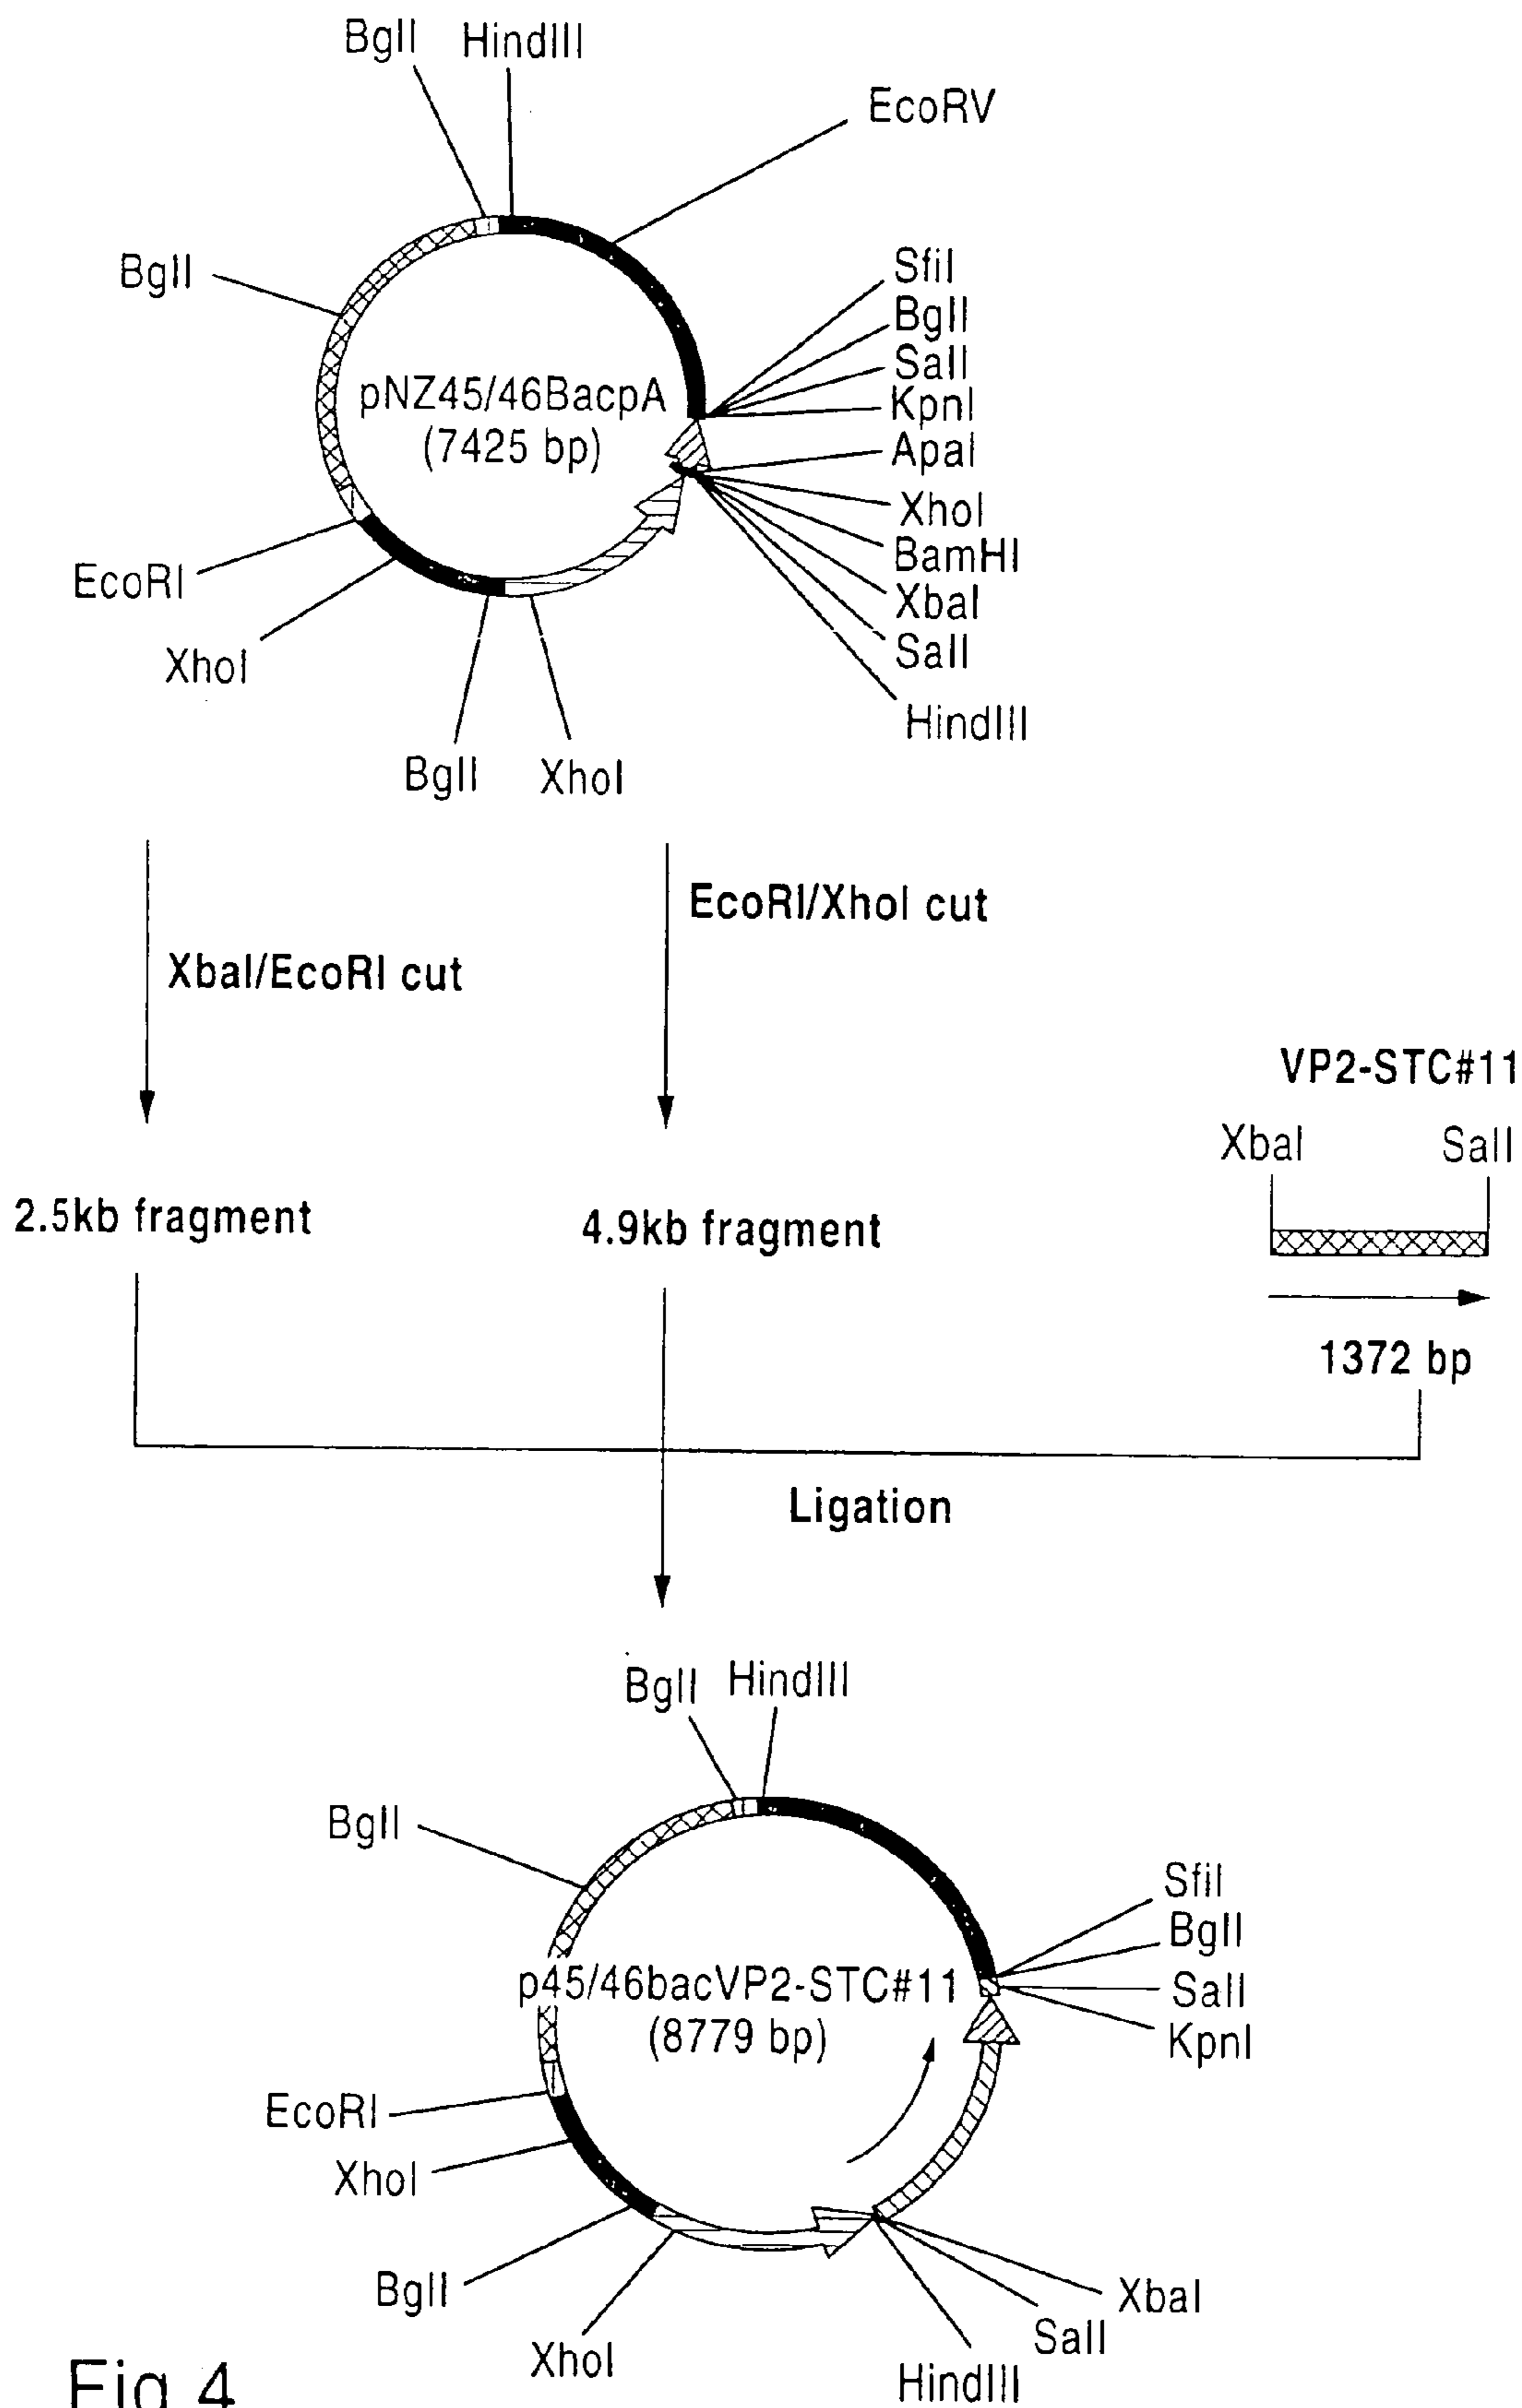 BglI HindIII
EcoRV
BglI
SfiI
BglI
SalI
KpnI
ApaI
XhoI
BamHI
XbaI
SalI
HindIII
pNZ45/46BacpA
(7425 bp)
EcoRI
XhoI
BglI XhoI
EcoRI/XhoI cut
XbaI/EcoRI cut
VP2-STC#11
XbaI SalI
2.5kb fragment
4.9kb fragment
1372 bp
Ligation
BglI HindIII
BglI
SfiI
BglI
SalI
KpnI
p45/46bacVP2-STC#11
(8779 bp)
EcoRI
XhoI
BglI
XhoI
XbaI
SalI
HindIII
Fig 4